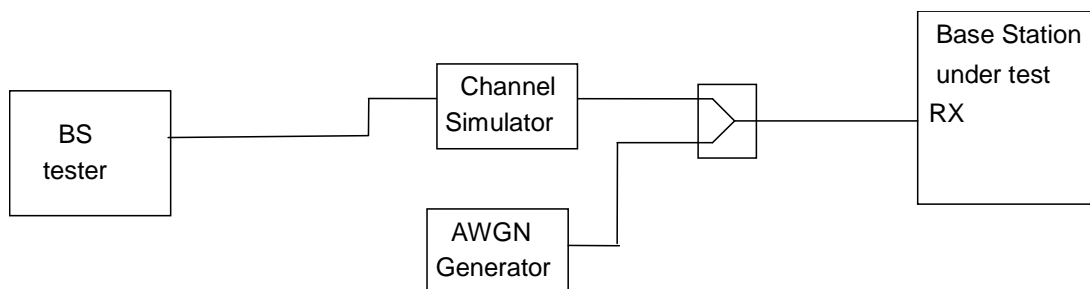 BS
tester
Channel
Simulator
AWGN
Generator
Base Station
under test
RX